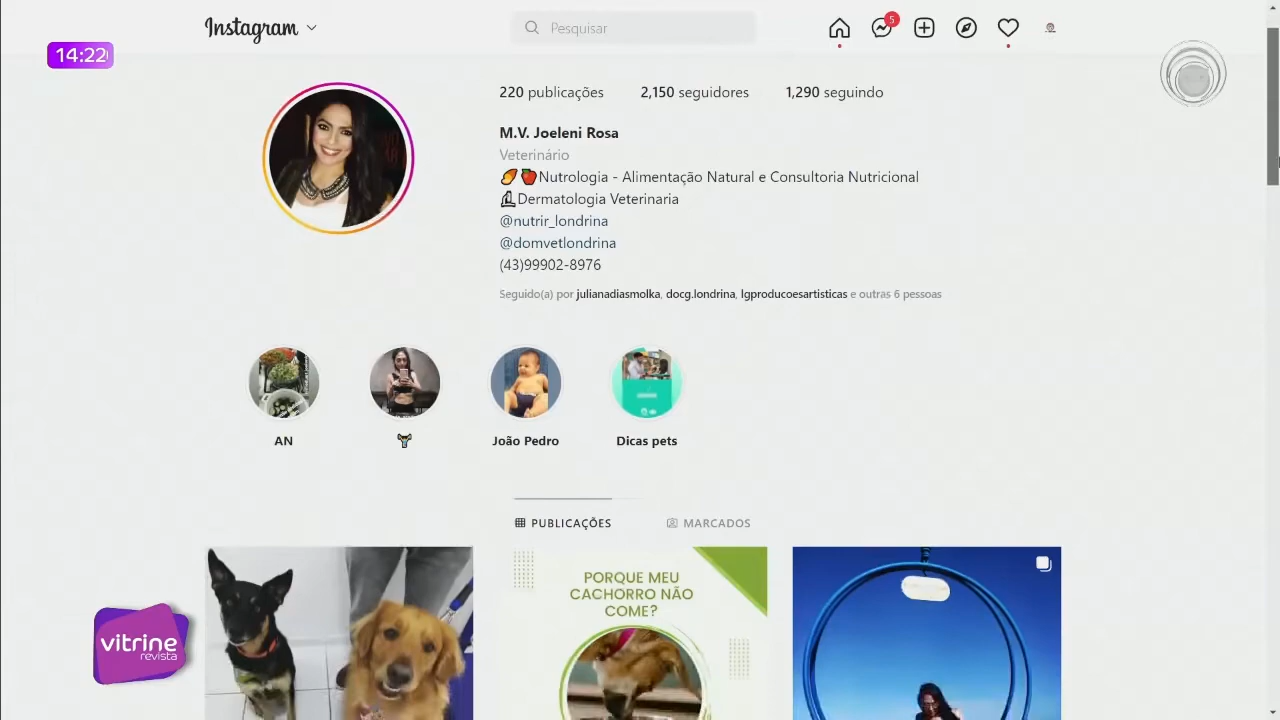 Instagram
Pesquisar
5
14:22
220 publicações 2,150 seguidores 1,290 seguindo
M.V. Joeleni Rosa
Veterinário
🥭🍎Nutrologia - Alimentação Natural e Consultoria Nutricional
🔬Dermatologia Veterinaria
@nutrir_londrina
@domvetlondrina
(43)99902-8976
Seguido(a) por julianadiasmolka, docg.londrina, lgproducoesartisticas e outras 6 pessoas
AN
João Pedro
Dicas pets
PUBLICAÇÕES
MARCADOS
PORQUE MEU
CACHORRO NÃO
COME?
vitrine
revista